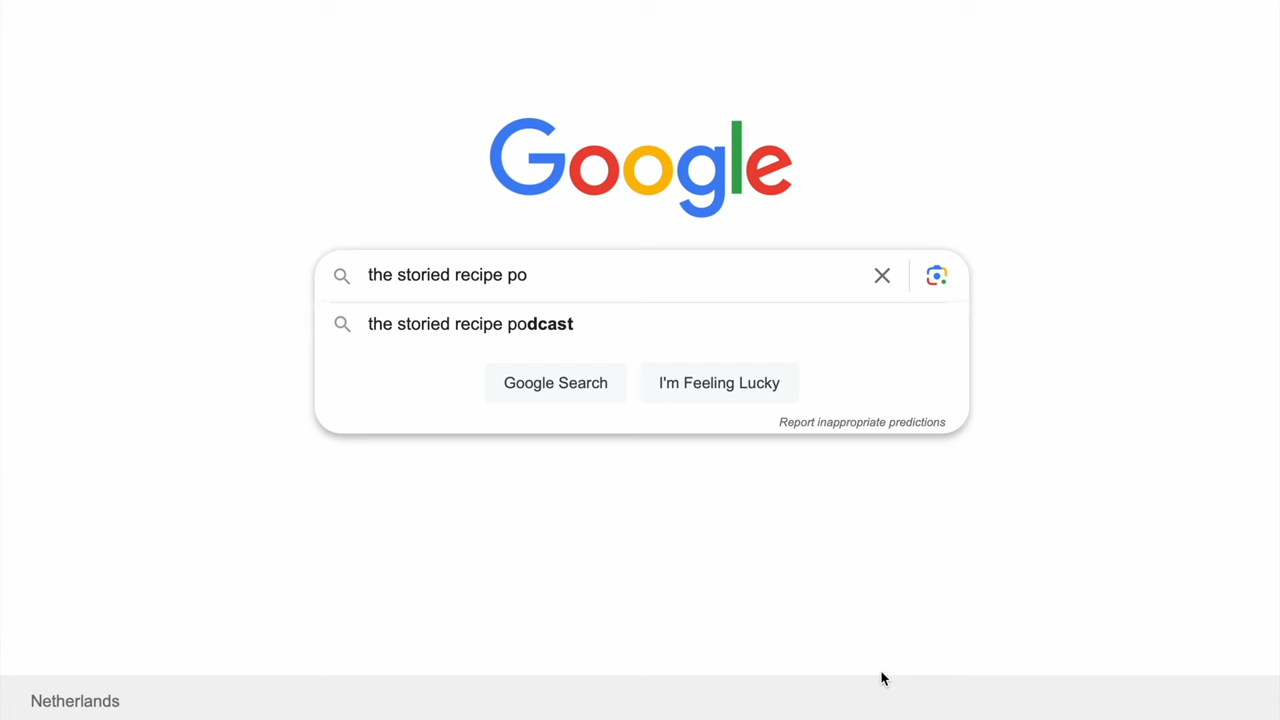 Google
the storied recipe po
the storied recipe podcast
Google Search I'm Feeling Lucky
Report inappropriate predictions
Netherlands